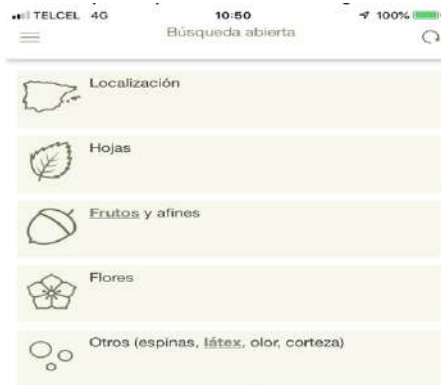 TELCEL 4G 10:50 100%
Búsqueda abierta
Localización
Hojas
Frutos y afines
Flores
Otros (espinas, látex, olor, corteza)